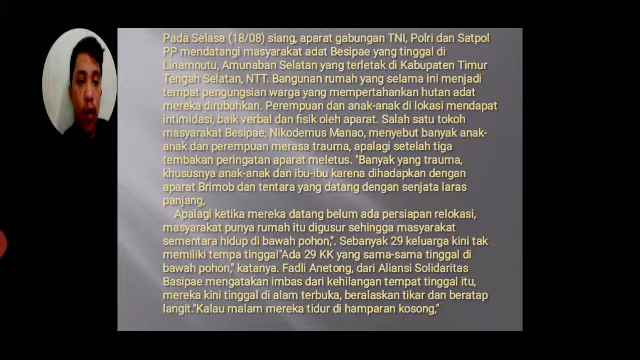 Pada Selasa (18/08) siang, aparat gabungan TNI, Polri dan Satpol
PP mendatangi masyarakat adat Besipae yang tinggal di
Linamnutu, Amunaban Selatan yang terletak di Kabupaten Timur
Tengah Selatan, NTT. Bangunan rumah yang selama ini menjadi
tempat pengungsian warga yang mempertahankan hutan adat
mereka dirubuhkan. Perempuan dan anak-anak di lokasi mendapat
intimidasi, baik verbal dan fisik oleh aparat. Salah satu tokoh
masyarakat Besipae, Nikodemus Manao, menyebut banyak anak-
anak dan perempuan merasa trauma, apalagi setelah tiga
tembakan peringatan aparat meletus. "Banyak yang trauma,
khususnya anak-anak dan ibu-ibu karena dihadapkan dengan
aparat Brimob dan tentara yang datang dengan senjata laras
panjang,
Apalagi ketika mereka datang belum ada persiapan relokasi,
masyarakat punya rumah itu digusur sehingga masyarakat
sementara hidup di bawah pohon,". Sebanyak 29 keluarga kini tak
memiliki tempa tinggal"Ada 29 KK yang sama-sama tinggal di
bawah pohon," katanya. Fadli Anetong, dari Aliansi Solidaritas
Basipae mengatakan imbas dari kehilangan tempat tinggal itu,
mereka kini tinggal di alam terbuka, beralaskan tikar dan beratap
langit."Kalau malam mereka tidur di hamparan kosong,"